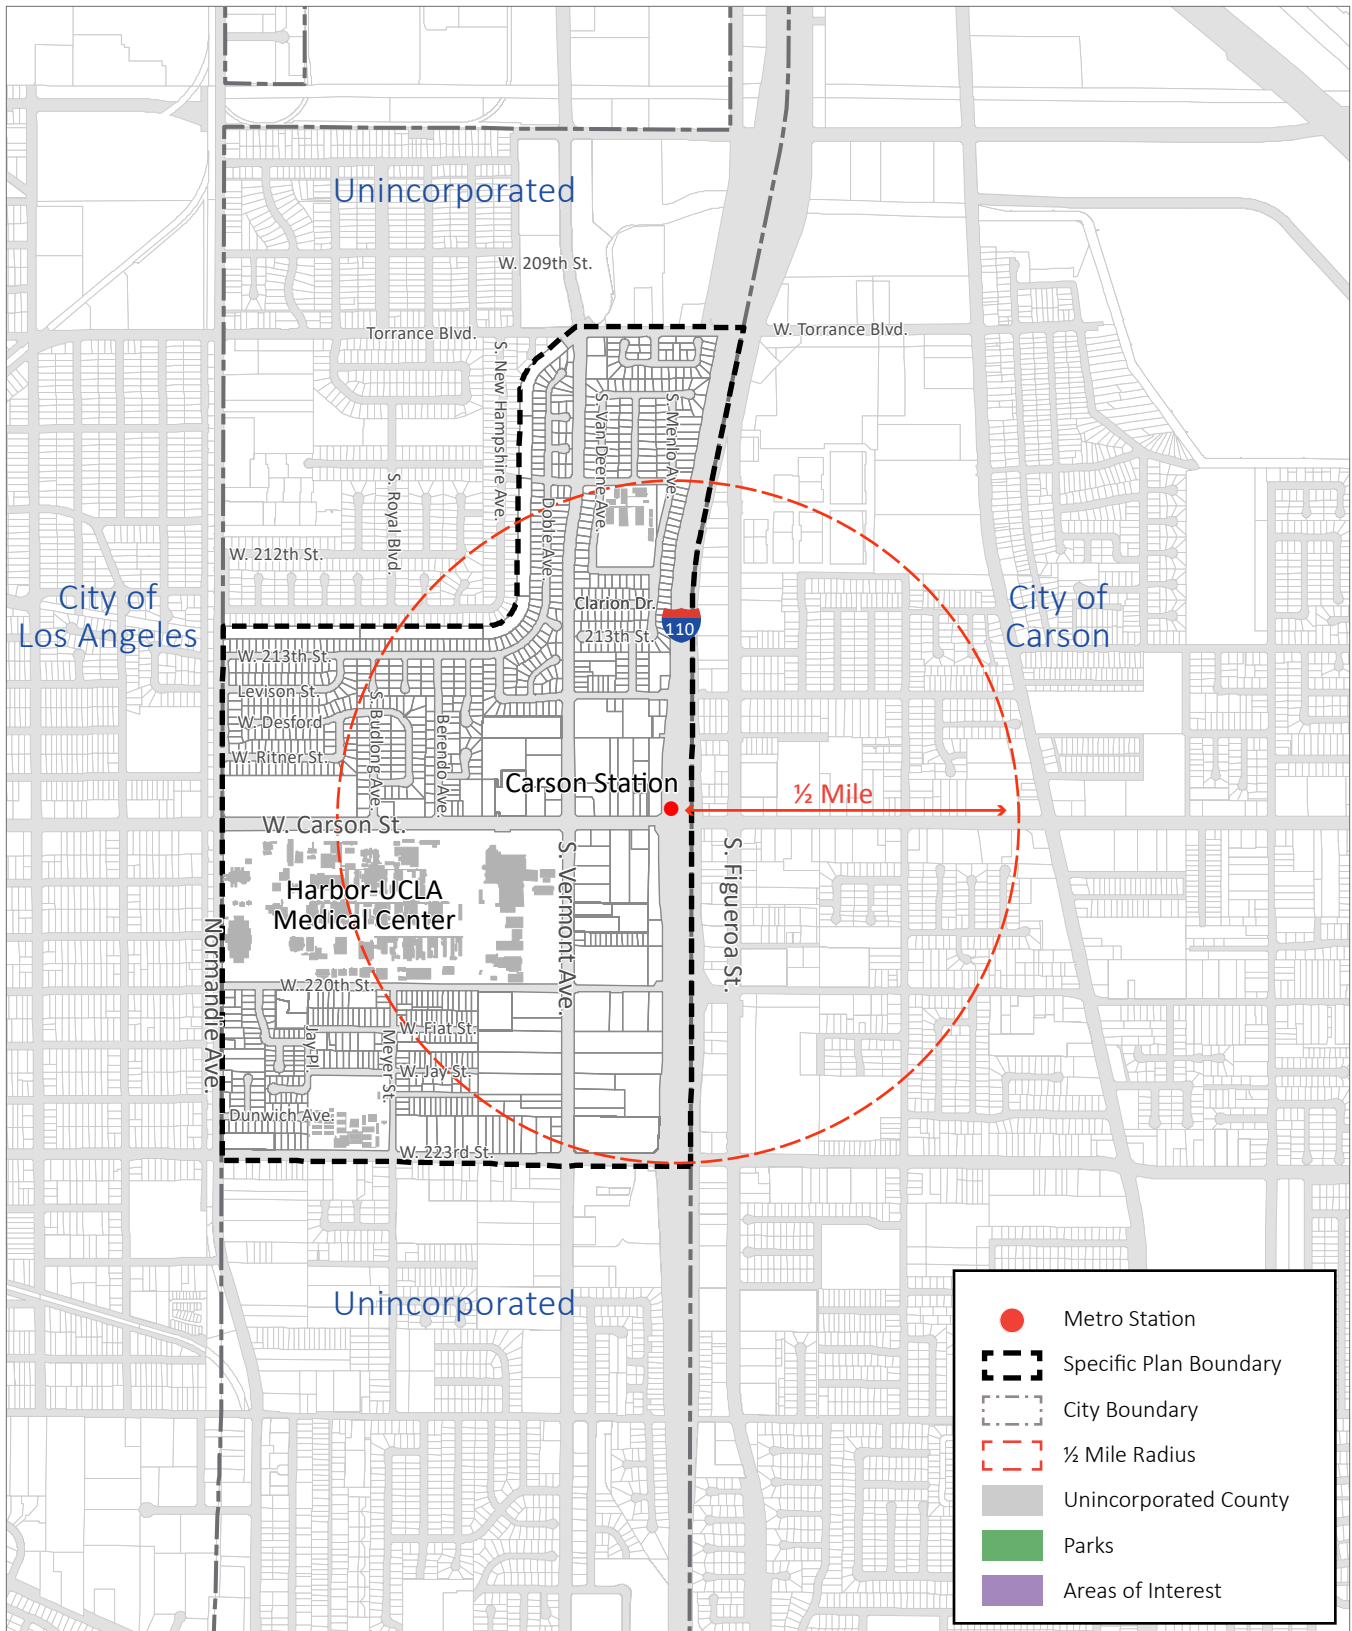 Unincorporated
W. 209th St.
Torrance Blvd.
W. Torrance Blvd.
S. New Hampshire Ave.
S. Van Deene Ave.
S. Menlo Ave.
S. Royal Blvd.
Doble Ave.
W. 212th St.
City of
Los Angeles
City of
Carson
Clarion Dr.
110
213th St.
W. 213th St.
Levison St.
S. Budlong Ave.
W. Desford
Berendo Ave.
W. Ritner St.
Carson Station
½ Mile
W. Carson St.
S. Vermont Ave.
S. Figueroa St.
Harbor-UCLA
Medical Center
Normandie Ave.
W. 220th St.
Jay Pl.
Meyer St.
W. Fiat St.
W. Jay St.
Dunwich Ave.
W. 223rd St.
Unincorporated
Metro Station
Specific Plan Boundary
City Boundary
½ Mile Radius
Unincorporated County
Parks
Areas of Interest